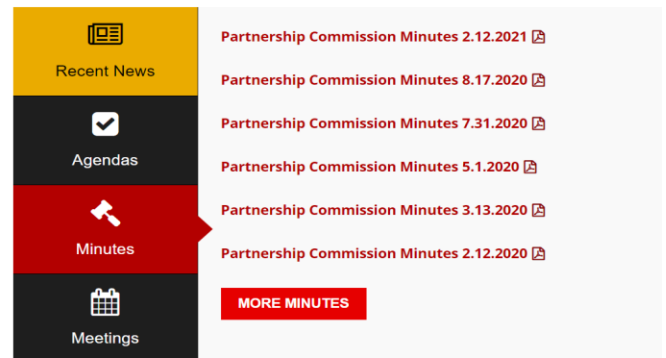 Recent News
Agendas
Minutes
Meetings
Partnership Commission Minutes 2.12.2021
Partnership Commission Minutes 8.17.2020
Partnership Commission Minutes 7.31.2020
Partnership Commission Minutes 5.1.2020
Partnership Commission Minutes 3.13.2020
Partnership Commission Minutes 2.12.2020
MORE MINUTES